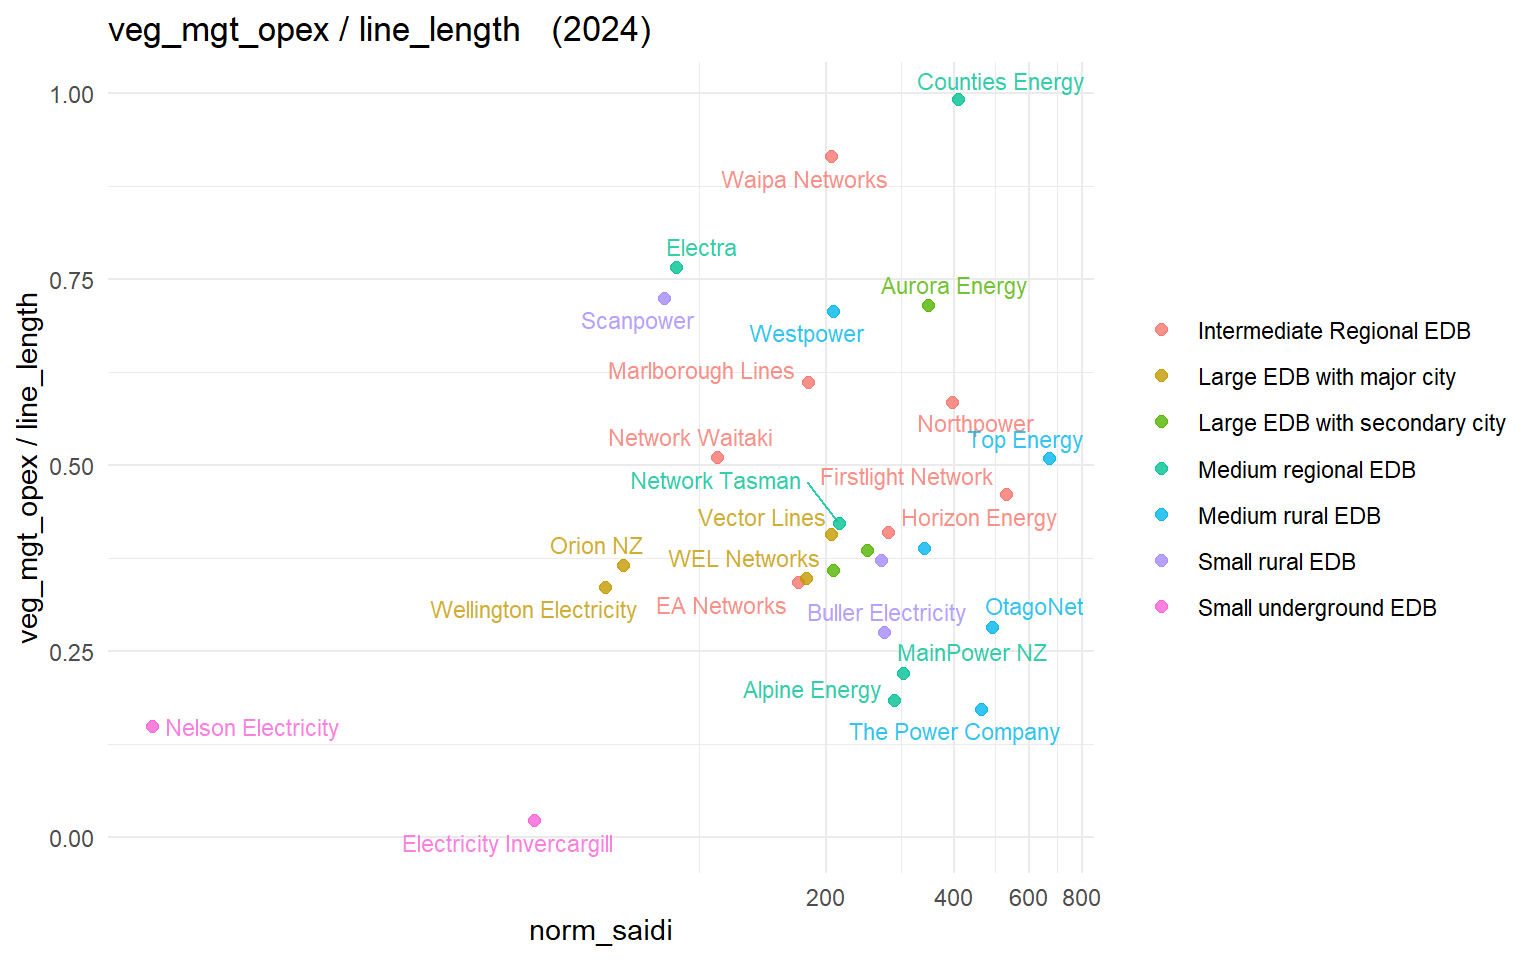 veg_mgt_opex / line_length (2024)
veg_mgt_opex / line_length
1.00
0.75
0.50
0.25
0.00
Counties Energy
Waipa Networks
Electra
Aurora Energy
Scanpower
Westpower
Marlborough Lines
Northpower
Network Waitaki
Top Energy
Network Tasman
Firstlight Network
Vector Lines
Horizon Energy
Orion NZ
WEL Networks
Wellington Electricity
EA Networks
OtagoNet
Buller Electricity
MainPower NZ
Alpine Energy
Nelson Electricity
The Power Company
Electricity Invercargill
200
400
600
800
norm_saidi
Intermediate Regional EDB
Large EDB with major city
Large EDB with secondary city
Medium regional EDB
Medium rural EDB
Small rural EDB
Small underground EDB